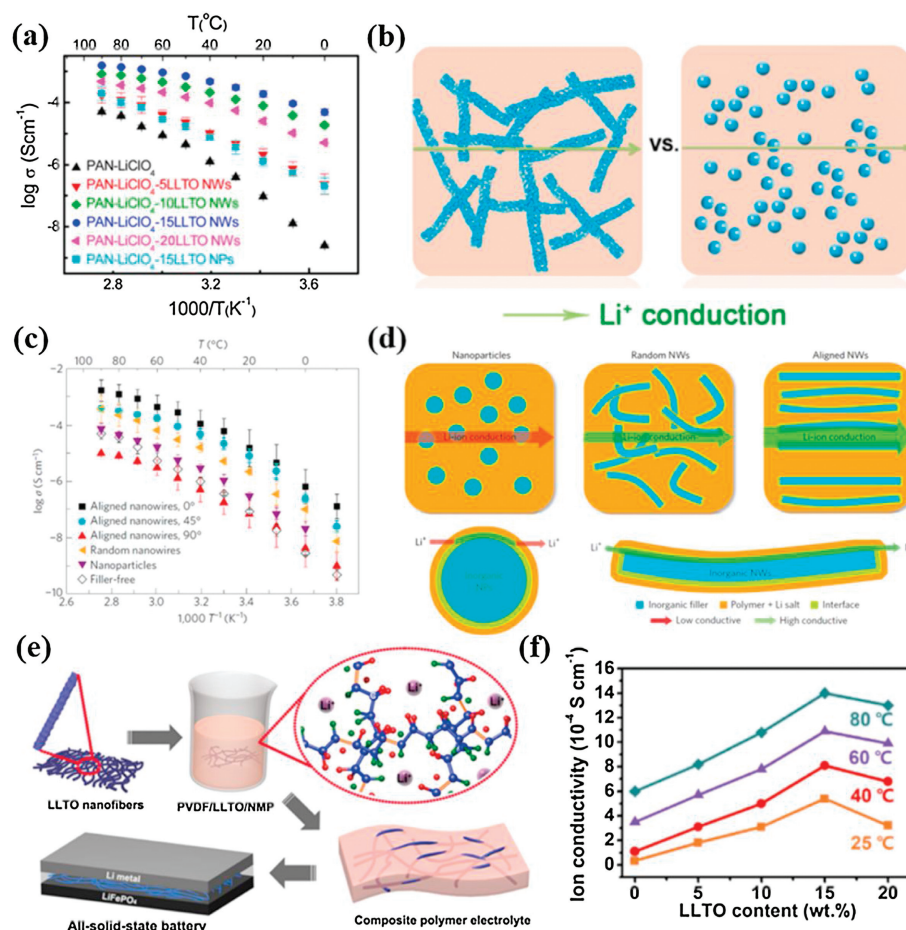 (a)
T(°C)
100 80 60 40 20 0
log σ (Scm⁻¹)
-4
-6
-8
PAN-LiClO₄
PAN-LiClO₄-5LLTO NWs
PAN-LiClO₄-10LLTO NWs
PAN-LiClO₄-15LLTO NWs
PAN-LiClO₄-20LLTO NWs
PAN-LiClO₄-15LLTO NPs
2.8 3.0 3.2 3.4 3.6
1000/T(K⁻¹)
(b)
VS.
Li⁺ conduction
(c)
T (°C)
100 80 60 40 20 0
log σ (S cm⁻¹)
-2
-4
-6
-8
-10
Aligned nanowires, 0°
Aligned nanowires, 45°
Aligned nanowires, 90°
Random nanowires
Nanoparticles
Filler-free
2.6 2.8 3.0 3.2 3.4 3.6 3.8
1,000 T⁻¹ (K⁻¹)
(d)
Nanoparticles
Random NWs
Aligned NWs
Li-ion conduction
Li-ion conduction
Li-ion conduction
Li⁺
Li⁺
Li⁺
Inorganic NWs
Inorganic filler
Polymer + Li salt
Interface
Low conductive
High conductive
(e)
Li⁺
Li⁺
Li⁺
Li⁺
LLTO nanofibers
PVDF/LLTO/NMP
Li metal
LiFePO₄
All-solid-state battery
Composite polymer electrolyte
(f)
Ion conductivity (10⁻⁴ S cm⁻¹)
16
14
12
10
8
6
4
2
0
80 ℃
60 ℃
40 ℃
25 ℃
0 5 10 15 20
LLTO content (wt.%)